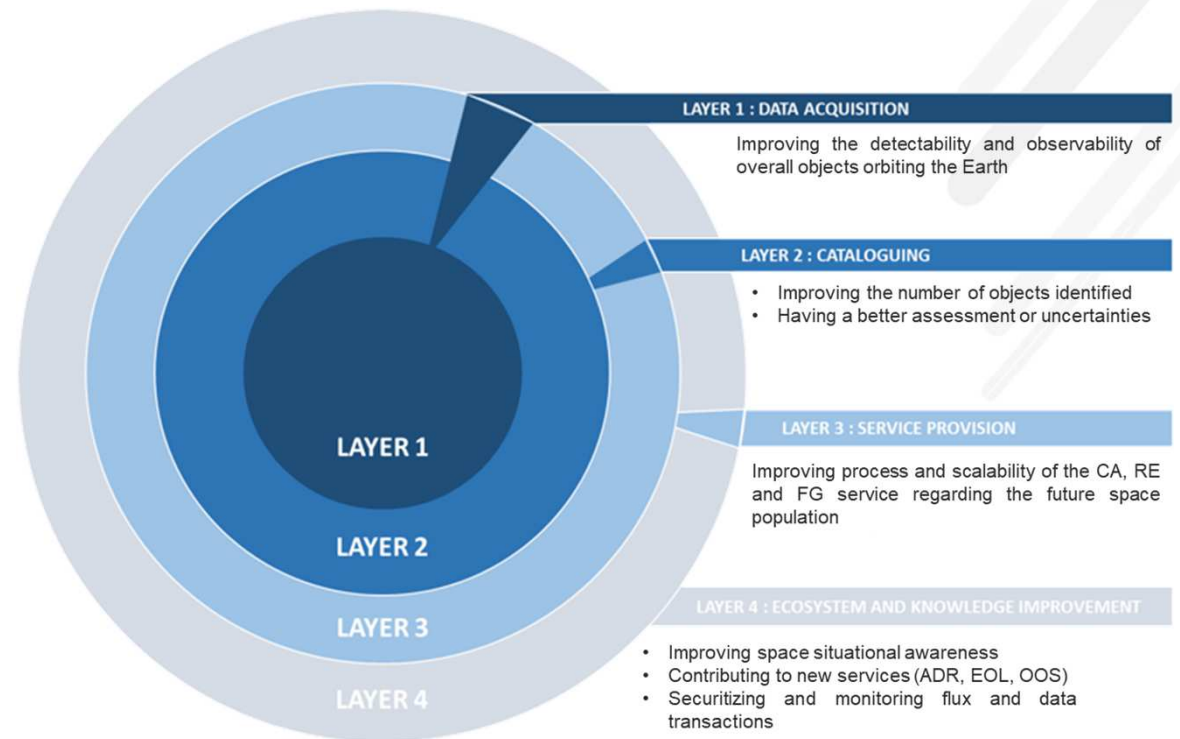 LAYER 1 : DATA ACQUISITION
Improving the detectability and observability of
overall objects orbiting the Earth
LAYER 2 : CATALOGUING
• Improving the number of objects identified
• Having a better assessment or uncertainties
LAYER 3 : SERVICE PROVISION
Improving process and scalability of the CA, RE
and FG service regarding the future space
population
LAYER 4 : ECOSYSTEM AND KNOWLEDGE IMPROVEMENT
• Improving space situational awareness
• Contributing to new services (ADR, EOL, OOS)
• Securitizing and monitoring flux and data
transactions
LAYER 1
LAYER 2
LAYER 3
LAYER 4